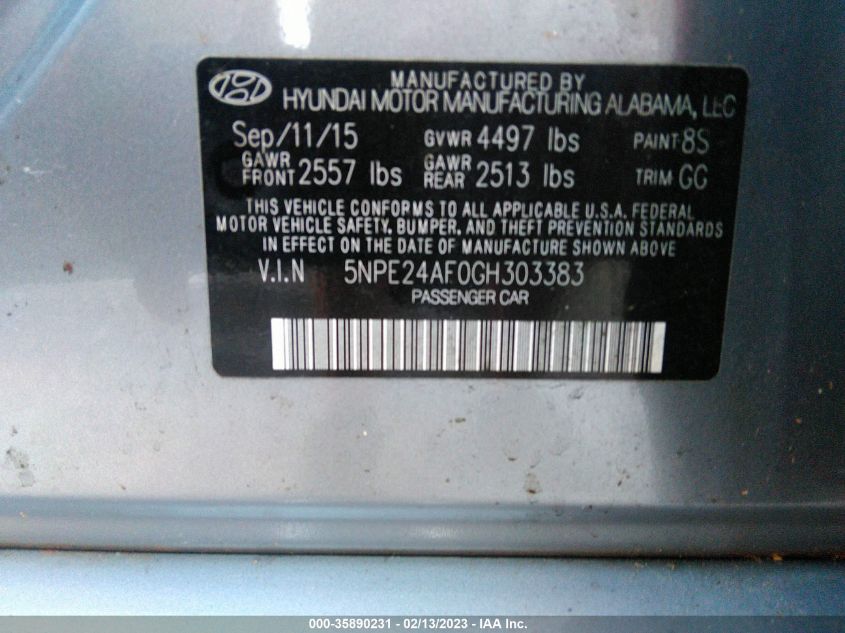 MANUFACTURED BY
HYUNDAI MOTOR MANUFACTURING ALABAMA, LLC
Sep/11/15 GVWR 4497 lbs PAINT 8S
GAWR FRONT 2557 lbs GAWR REAR 2513 lbs TRIM GG
THIS VEHICLE CONFORMS TO ALL APPLICABLE U.S.A. FEDERAL
MOTOR VEHICLE SAFETY, BUMPER, AND THEFT PREVENTION STANDARDS
IN EFFECT ON THE DATE OF MANUFACTURE SHOWN ABOVE
V.I.N 5NPE24AF0GH303383
PASSENGER CAR
000-35890231 - 02/13/2023 - IAA Inc.